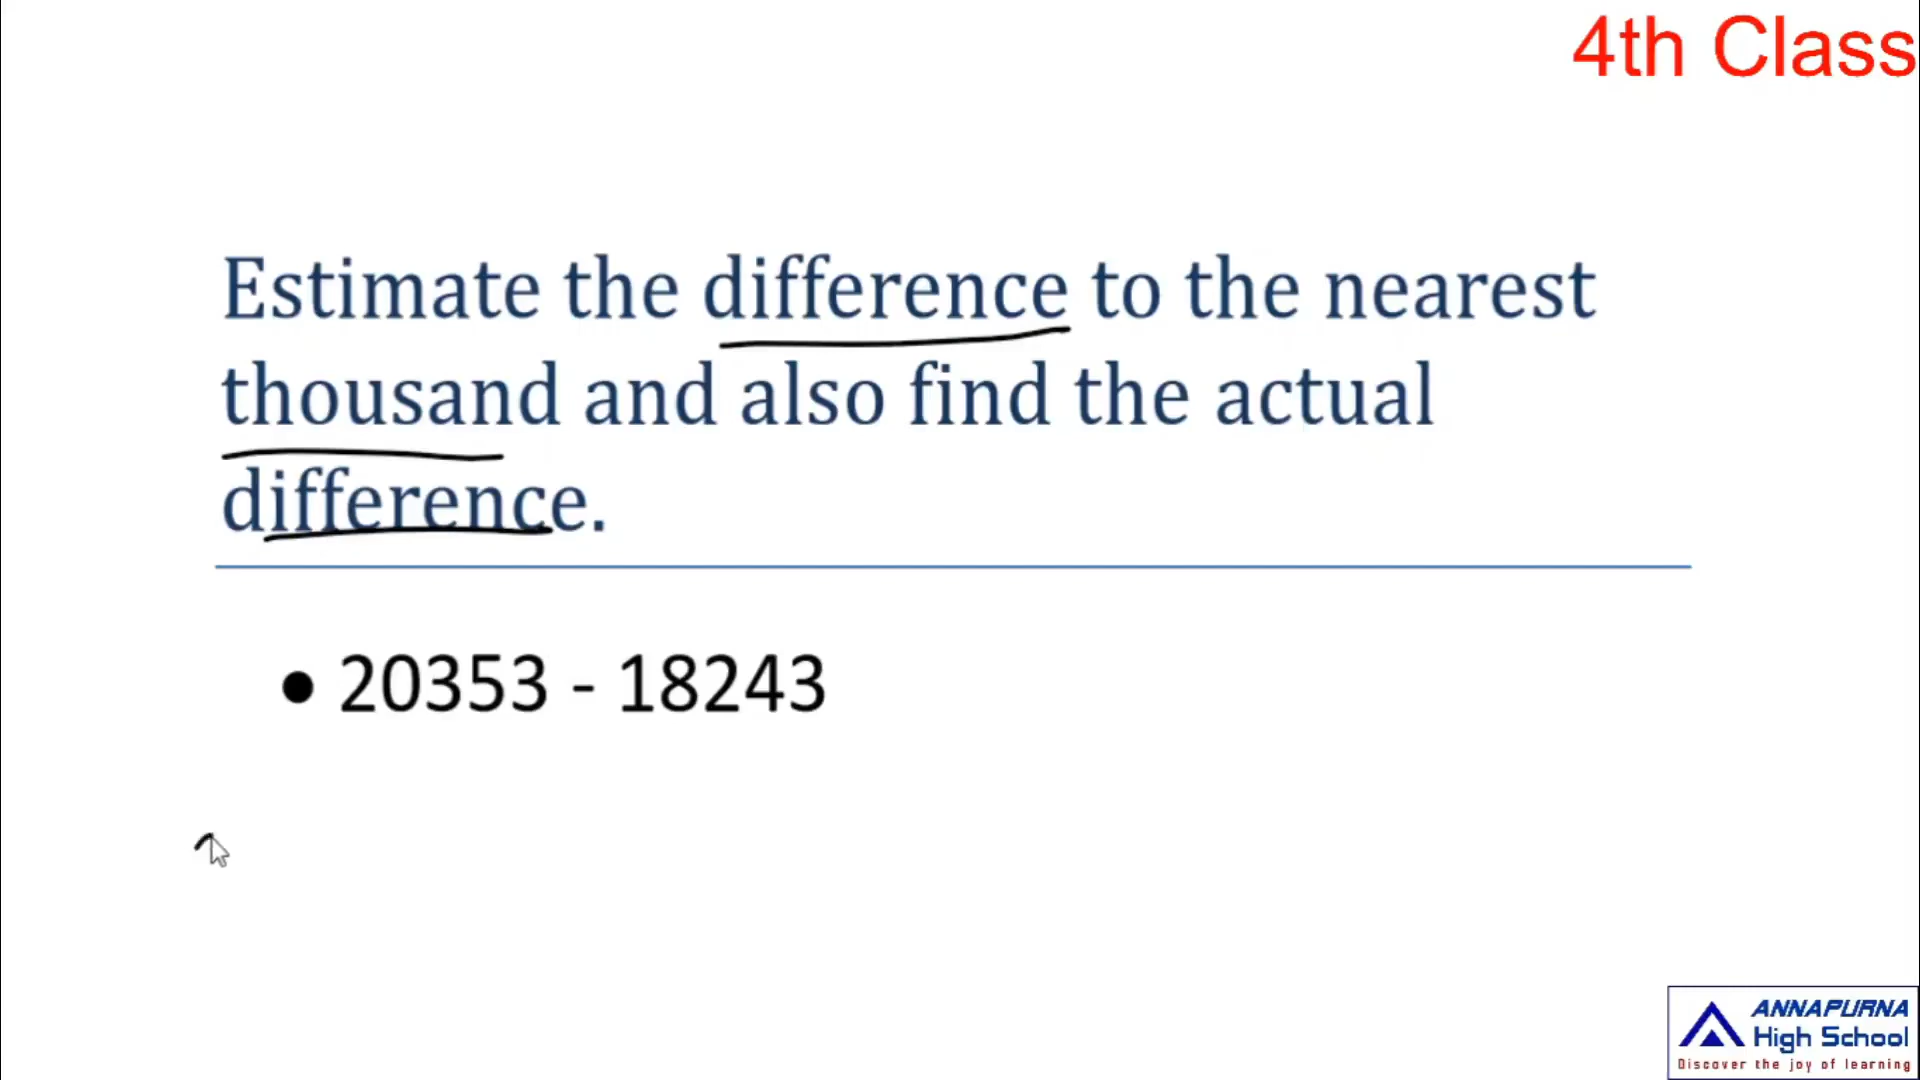 4th Class
Estimate the difference to the nearest
thousand and also find the actual
difference.
• 20353 - 18243
ANNAPURNA
High School
Discover the joy of learning